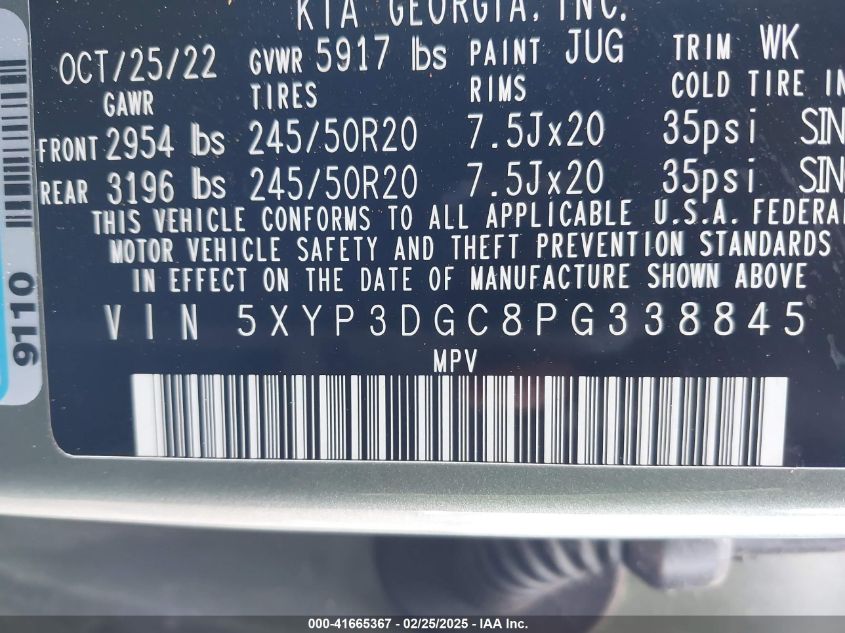 KIA GEORGIA, INC.
OCT/25/22 GVWR 5917 lbs PAINT JUG TRIM WK
GAWR TIRES RIMS COLD TIRE IN
FRONT 2954 lbs 245/50R20 7.5Jx20 35psi SIN
REAR 3196 lbs 245/50R20 7.5Jx20 35psi SIN
THIS VEHICLE CONFORMS TO ALL APPLICABLE U.S.A. FEDERAL
MOTOR VEHICLE SAFETY AND THEFT PREVENTION STANDARDS
IN EFFECT ON THE DATE OF MANUFACTURE SHOWN ABOVE
VIN 5XYP3DGC8PG338845
MPV
9110
000-41665367 - 02/25/2025 - IAA Inc.